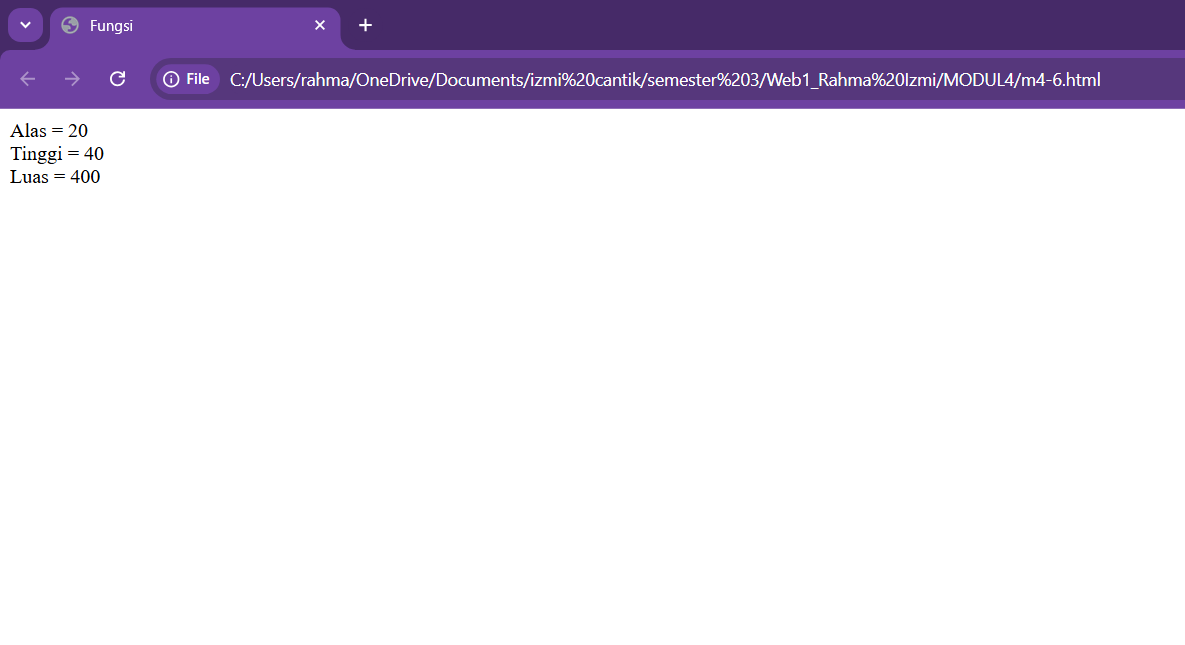 Fungsi
File C:/Users/rahma/OneDrive/Documents/izmi%20cantik/semester%203/Web1_Rahma%20Izmi/MODUL4/m4-6.html
Alas = 20
Tinggi = 40
Luas = 400